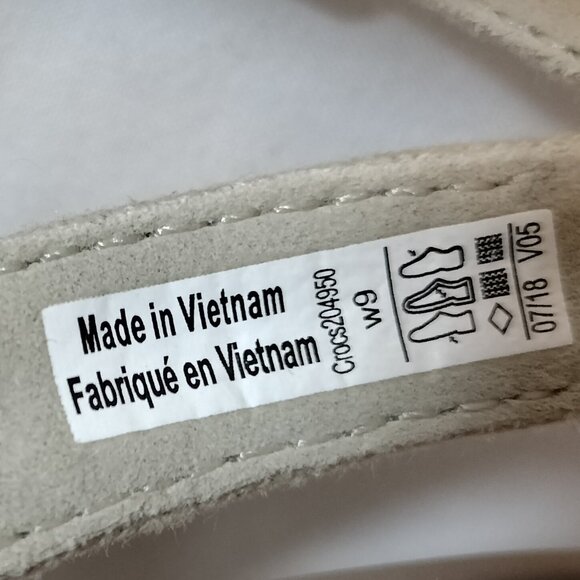 Made in Vietnam
Fabriqué en Vietnam
Crocs204950
W9
07/18 V05